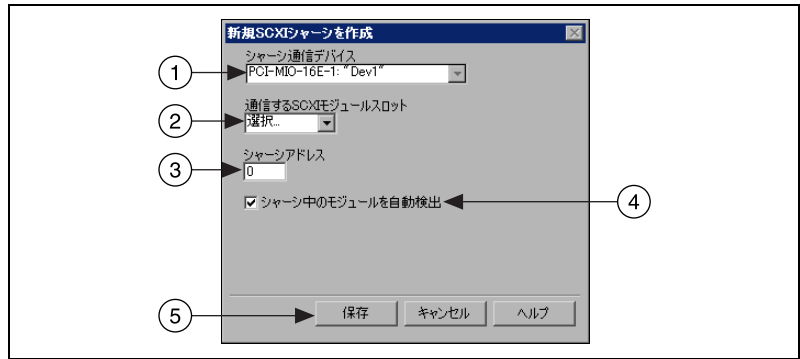 新規SCXIシャーシを作成
シャーシ通信デバイス
1
PCI-MIO-16E-1: "Dev1"
通信するSCXIモジュールスロット
2
選択...
シャーシアドレス
3
0
シャーシ中のモジュールを自動検出
4
5
保存 キャンセル ヘルプ